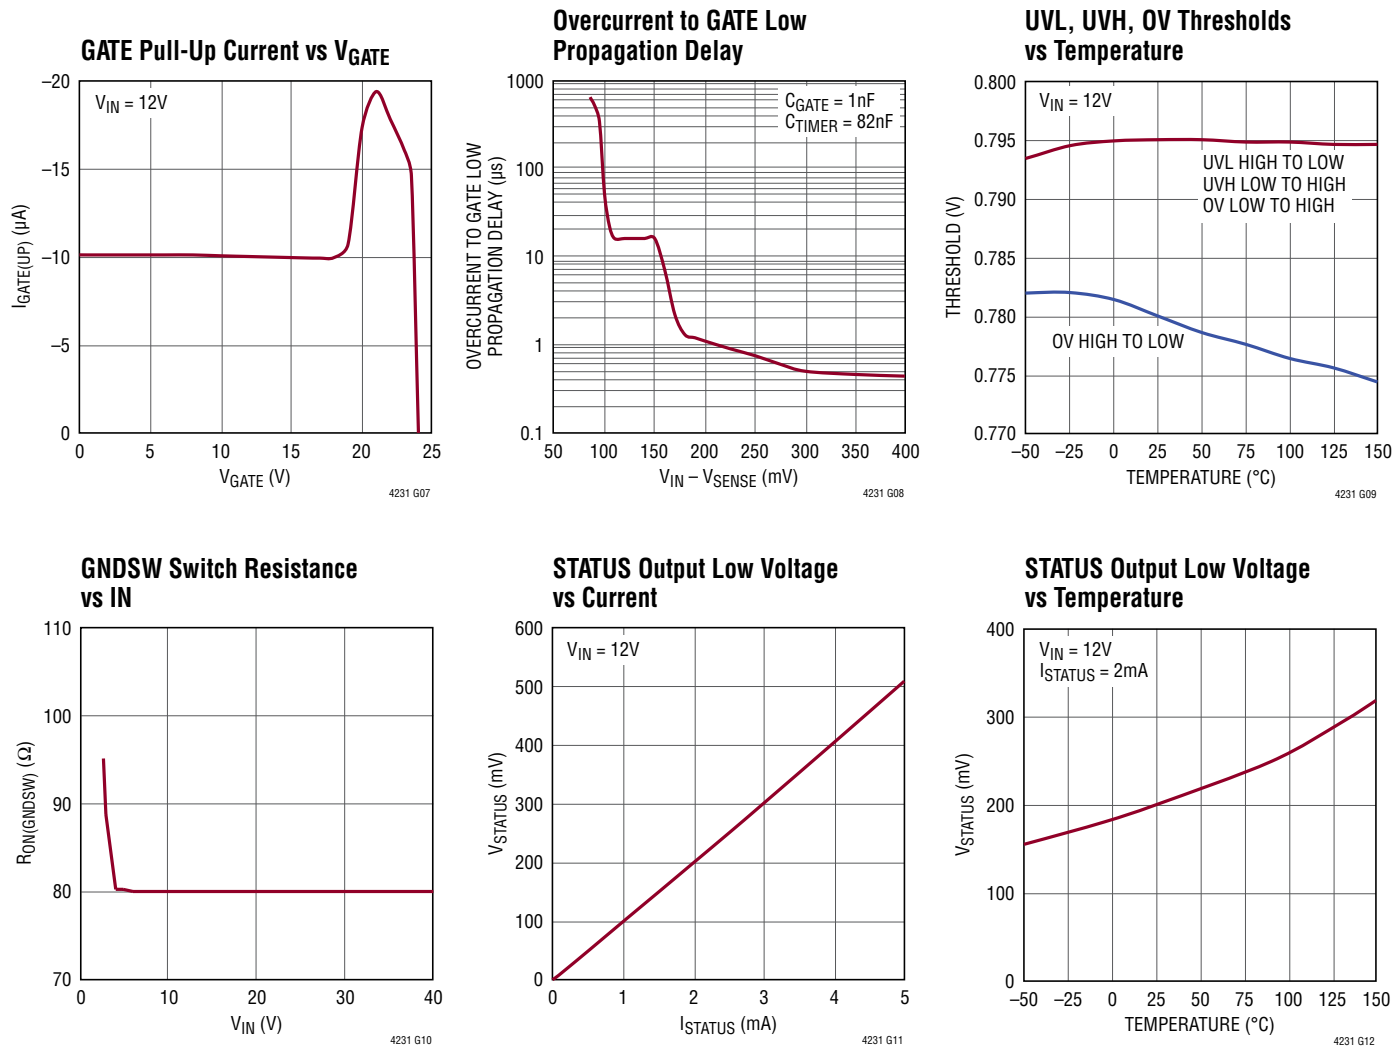 GATE Pull-Up Current vs VGATE
–20
–15
–10
–5
0
IGATE(UP) (µA)
VIN = 12V
0 5 10 15 20 25
VGATE (V)
4231 G07
Overcurrent to GATE Low
Propagation Delay
1000
100
10
1
0.1
OVERCURRENT TO GATE LOW
PROPAGATION DELAY (µs)
CGATE = 1nF
CTIMER = 82nF
50 100 150 200 250 300 350 400
VIN – VSENSE (mV)
4231 G08
UVL, UVH, OV Thresholds
vs Temperature
0.800
0.795
0.790
0.785
0.780
0.775
0.770
THRESHOLD (V)
VIN = 12V
UVL HIGH TO LOW
UVH LOW TO HIGH
OV LOW TO HIGH
OV HIGH TO LOW
–50 –25 0 25 50 75 100 125 150
TEMPERATURE (°C)
4231 G09
GNDSW Switch Resistance
vs IN
110
100
90
80
70
RON(GNDSW) (Ω)
0 10 20 30 40
VIN (V)
4231 G10
STATUS Output Low Voltage
vs Current
600
500
400
300
200
100
0
VSTATUS (mV)
VIN = 12V
0 1 2 3 4 5
ISTATUS (mA)
4231 G11
STATUS Output Low Voltage
vs Temperature
400
300
200
100
0
VSTATUS (mV)
VIN = 12V
ISTATUS = 2mA
–50 –25 0 25 50 75 100 125 150
TEMPERATURE (°C)
4231 G12